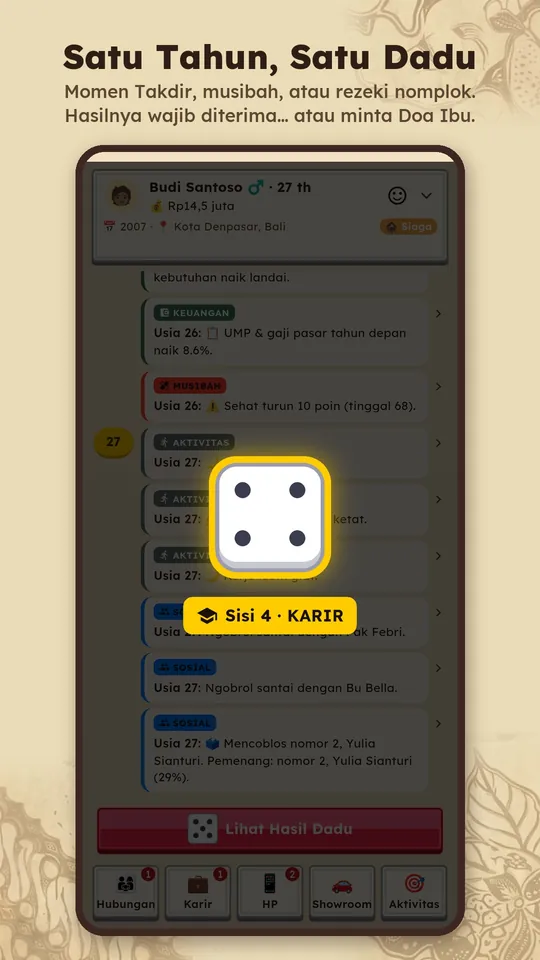 Satu Tahun, Satu Dadu
Momen Takdir, musibah, atau rezeki nomplok.
Hasilnya wajib diterima... atau minta Doa Ibu.
Budi Santoso ♂ · 27 th
Rp14,5 juta
2007 · Kota Denpasar, Bali
Siaga
kebutuhan naik landai.
KEUANGAN
Usia 26: UMP & gaji pasar tahun depan
naik 8.6%.
MUSIBAH
Usia 26: Sehat turun 10 poin (tinggal 68).
27
AKTIVITAS
Usia 27:
Usia 27: ketat.
Usia 27:
Sisi 4 · KARIR
Febri.
SOSIAL
Usia 27: Ngobrol santai dengan Bu Bella.
SOSIAL
Usia 27: Mencoblos nomor 2, Yulia
Sianturi. Pemenang: nomor 2, Yulia Sianturi
(29%).
Lihat Hasil Dadu
1
1
2
Hubungan
Karir
HP
Showroom
Aktivitas